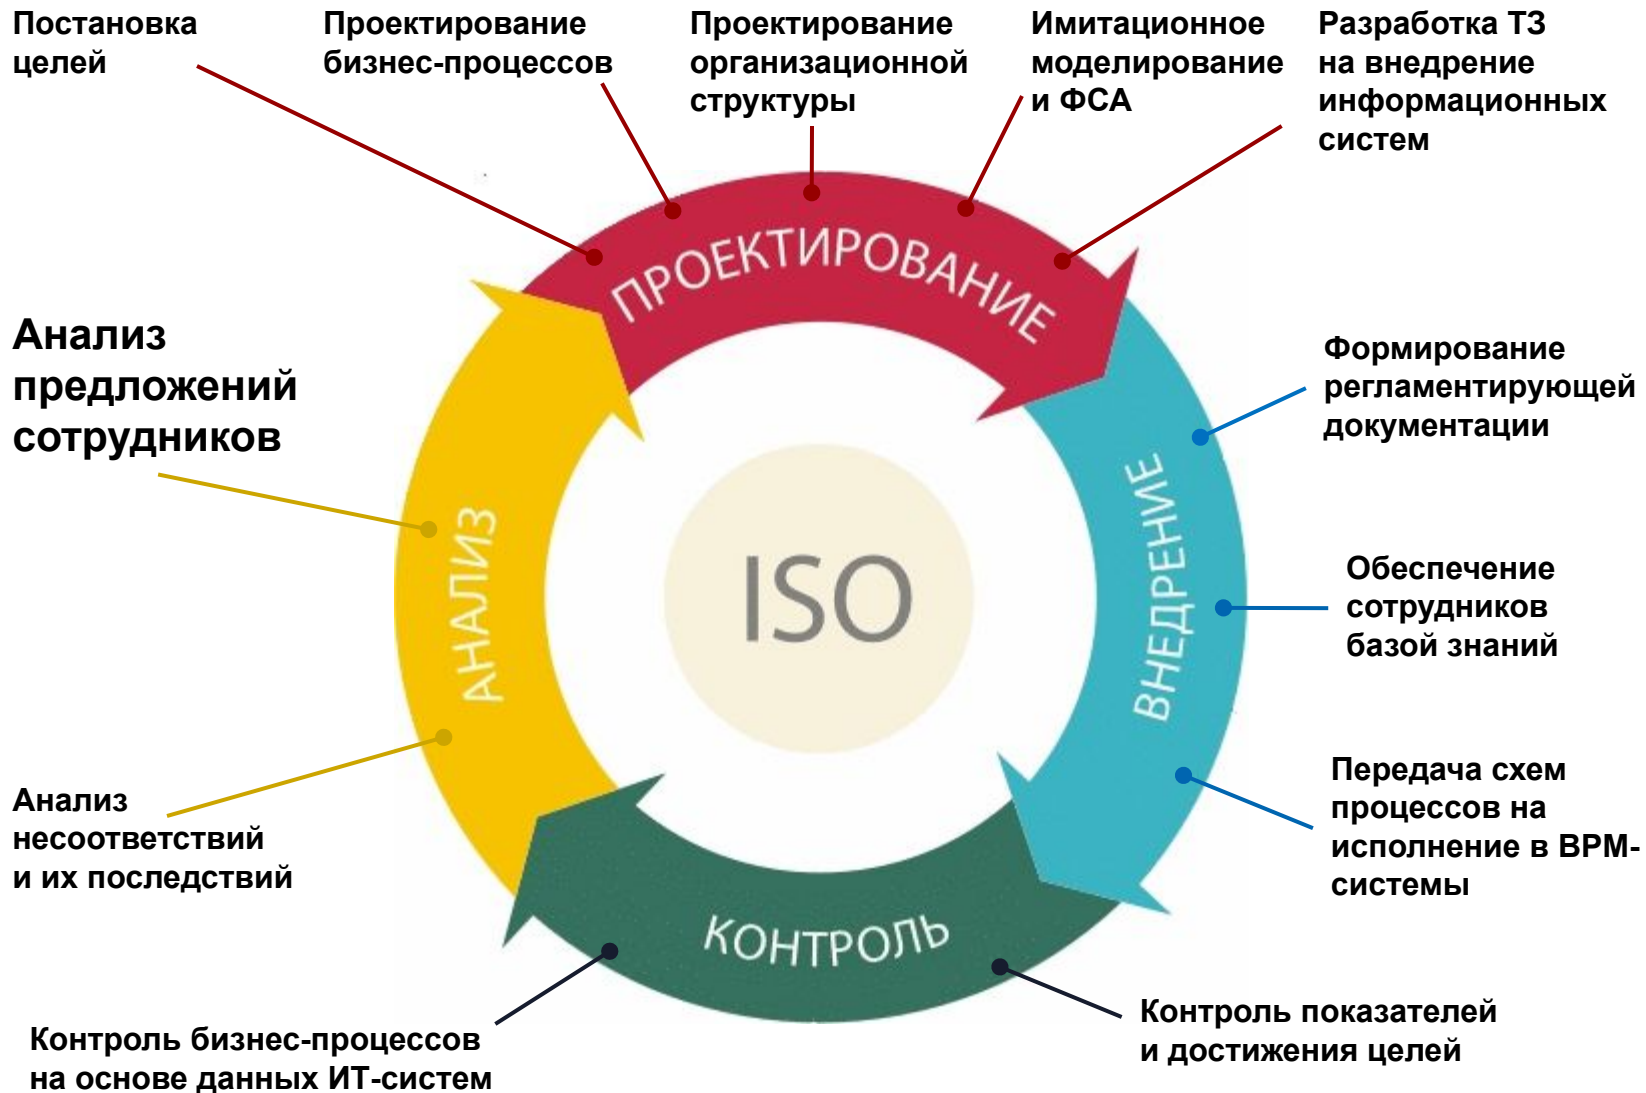 Постановка
целей
Проектирование
бизнес-процессов
Проектирование
организационной
структуры
Имитационное
моделирование
и ФСА
Разработка ТЗ
на внедрение
информационных
систем
ПРОЕКТИРОВАНИЕ
Анализ
предложений
сотрудников
Формирование
регламентирующей
документации
АНАЛИЗ
ISO
ВНЕДРЕНИЕ
Обеспечение
сотрудников
базой знаний
Анализ
несоответствий
и их последствий
Передача схем
процессов на
исполнение в BPM-
системы
КОНТРОЛЬ
Контроль бизнес-процессов
на основе данных ИТ-систем
Контроль показателей
и достижения целей